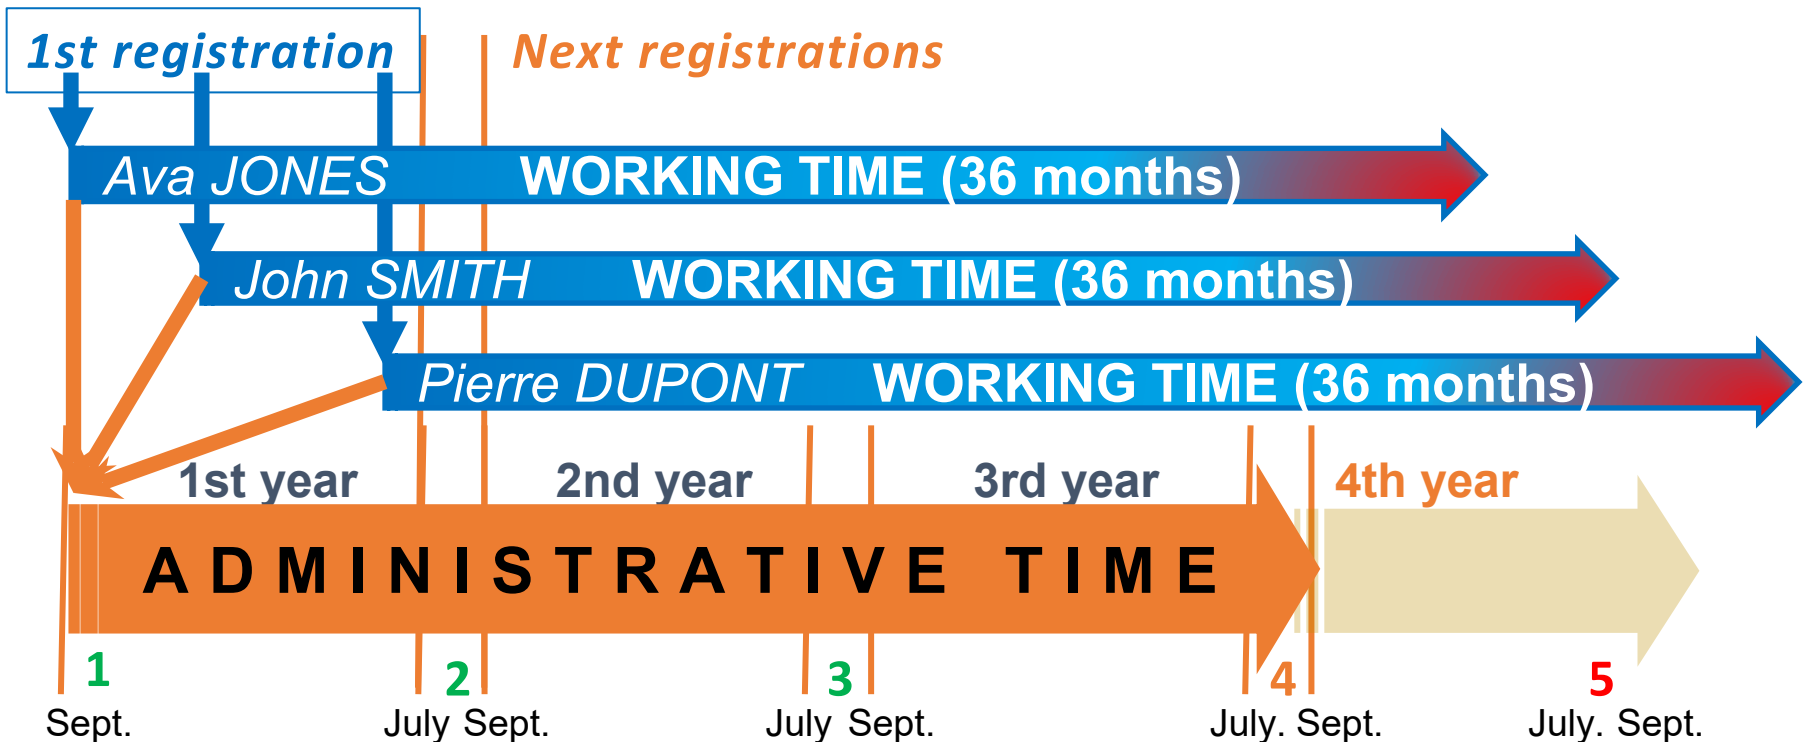 1st registration
Next registrations
Ava JONES WORKING TIME (36 months)
John SMITH WORKING TIME (36 months)
Pierre DUPONT WORKING TIME (36 months)
1st year 2nd year 3rd year 4th year
ADMINISTRATIVE TIME
1 2 3 4 5
Sept. July Sept. July Sept. July. Sept. July. Sept.